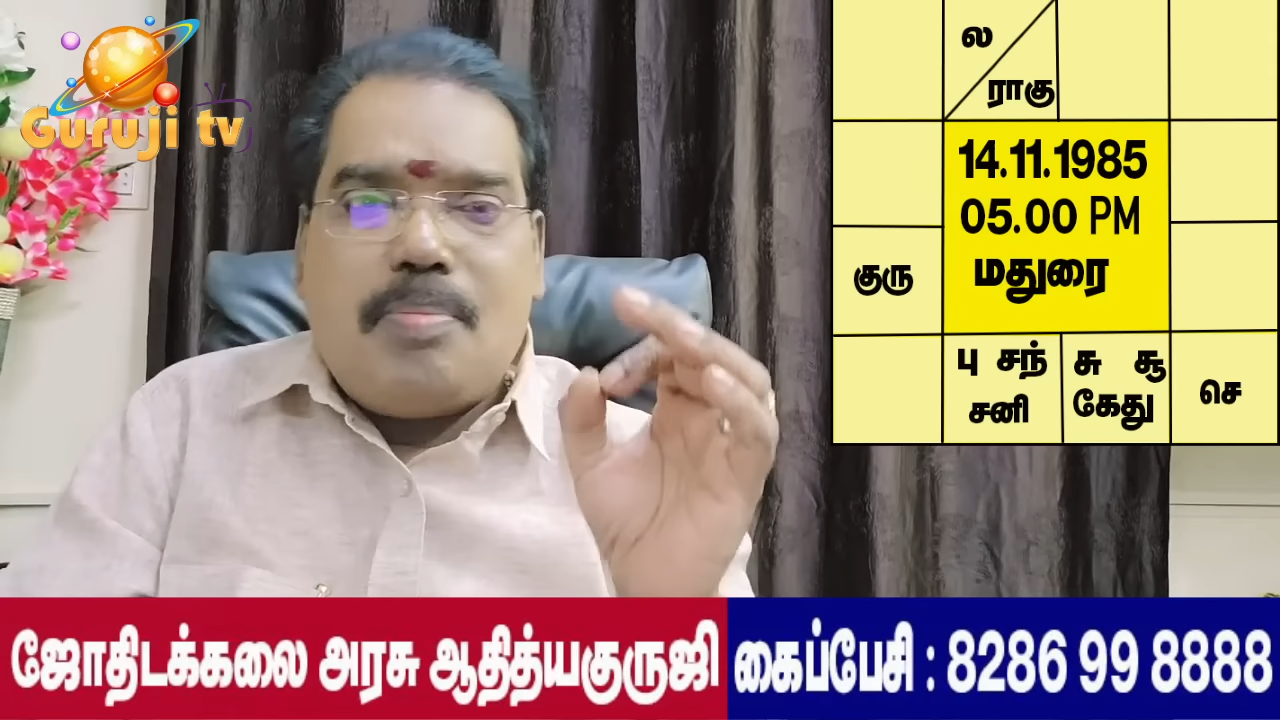 Guruji tv
ல
ராகு
14.11.1985
05.00 PM
மதுரை
குரு
பு சந்
சனி
சு சூ
கேது
செ
ஜோதிடக்கலை அரசு ஆதித்யகுருஜி
கைப்பேசி : 8286 99 8888